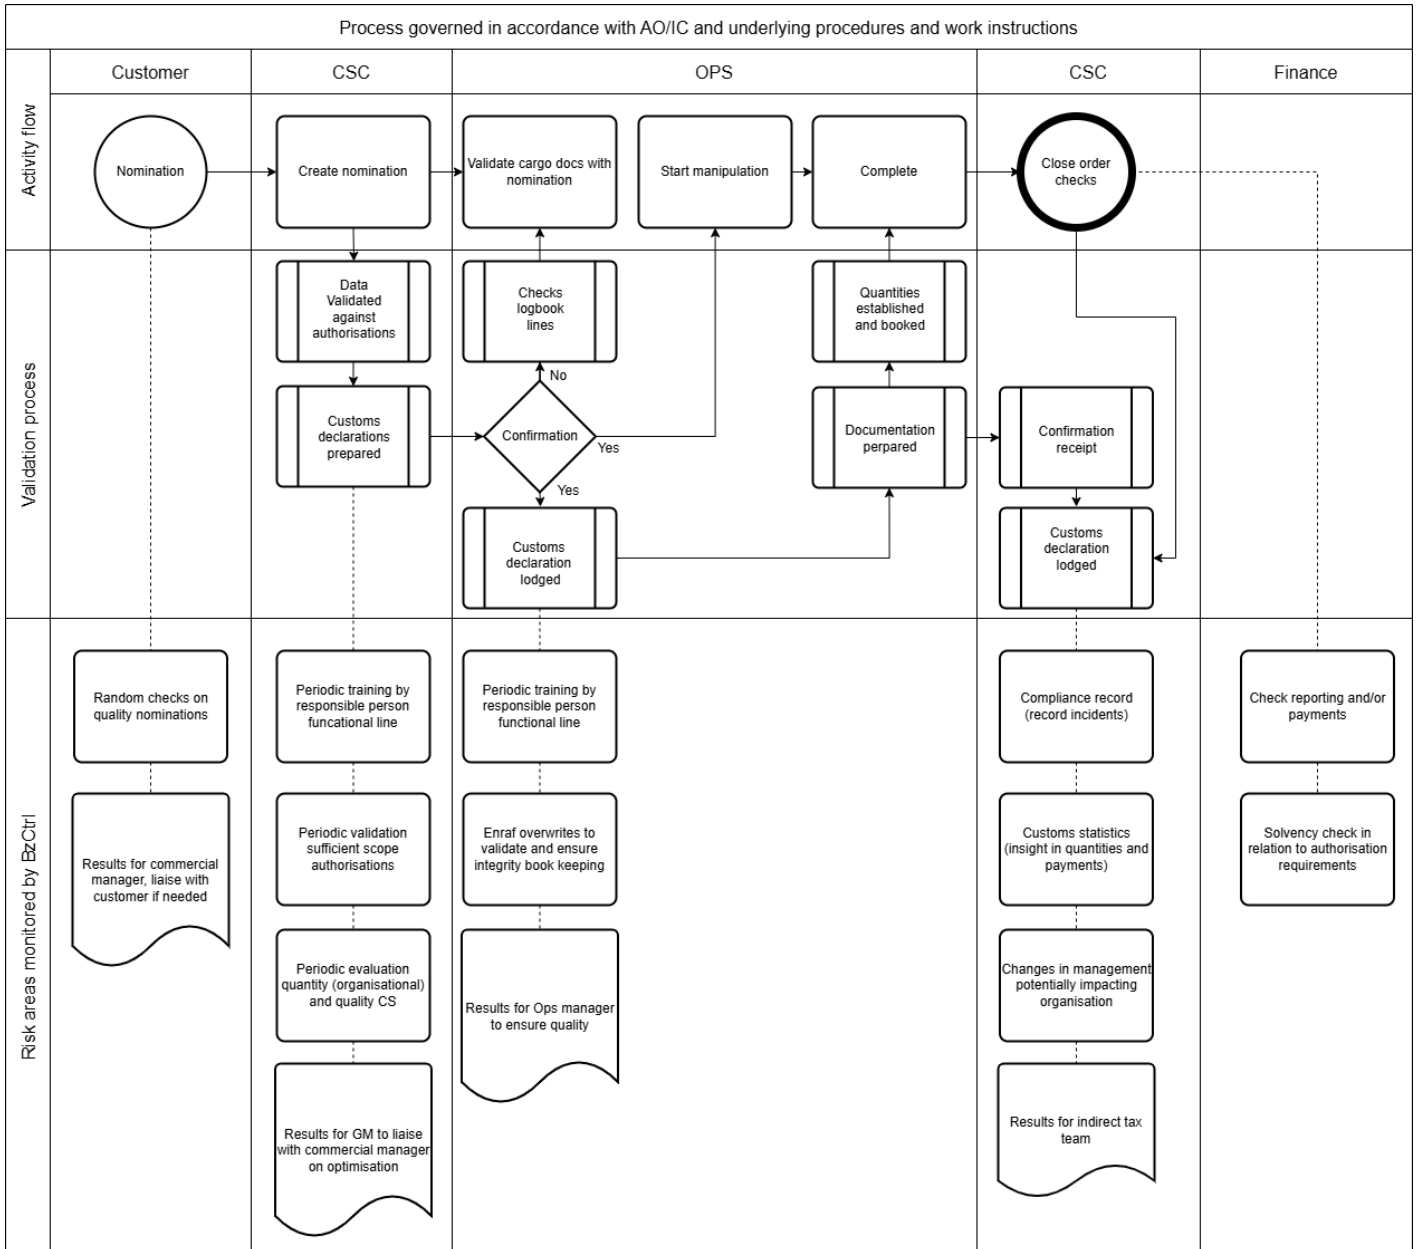 Process governed in accordance with AO/IC and underlying procedures and work instructions
Customer
CSC
OPS
CSC
Finance
Activity flow
Nomination
Create nomination
Validate cargo docs with
nomination
Start manipulation
Complete
Close order
checks
Validation process
Data
Validated
against
authorisations
Checks
logbook
lines
Quantities
established
and booked
No
Customs
declarations
prepared
Confirmation
Yes
Documentation
perpared
Confirmation
receipt
Yes
Customs
declaration
lodged
Customs
declaration
lodged
Risk areas monitored by BzCtrl
Random checks on
quality nominations
Periodic training by
responsible person
funcational line
Periodic training by
responsible person
functional line
Compliance record
(record incidents)
Check reporting and/or
payments
Results for commercial
manager, liaise with
customer if needed
Periodic validation
sufficient scope
authorisations
Enraf overwrites to
validate and ensure
integrity book keeping
Customs statistics
(insight in quantities and
payments)
Solvency check in
relation to authorisation
requirements
Periodic evaluation
quantity (organisational)
and quality CS
Results for Ops manager
to ensure quality
Changes in management
potentially impacting
organisation
Results for GM to liaise
with commercial manager
on optimisation
Results for indirect tax
team